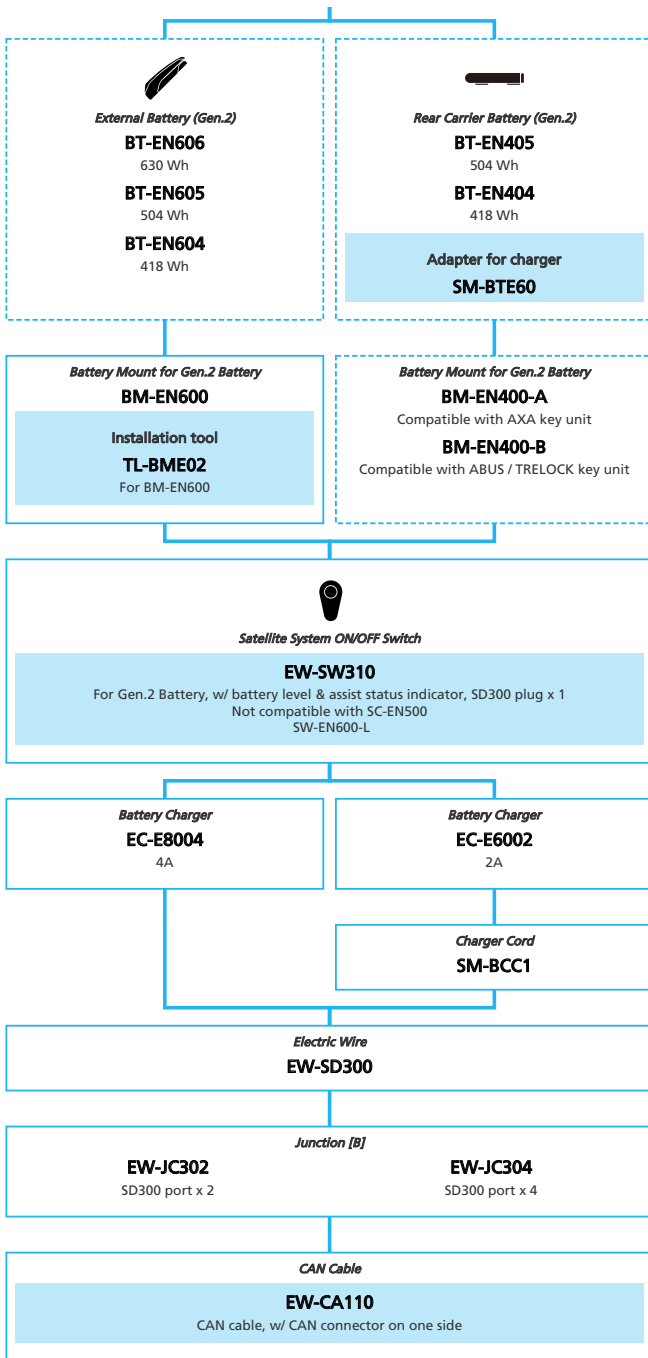 External Battery (Gen.2)
BT-EN606
630 Wh
BT-EN605
504 Wh
BT-EN604
418 Wh
Rear Carrier Battery (Gen.2)
BT-EN405
504 Wh
BT-EN404
418 Wh
Adapter for charger
SM-BTE60
Battery Mount for Gen.2 Battery
BM-EN600
Installation tool
TL-BME02
For BM-EN600
Battery Mount for Gen.2 Battery
BM-EN400-A
Compatible with AXA key unit
BM-EN400-B
Compatible with ABUS / TRELOCK key unit
Satellite System ON/OFF Switch
EW-SW310
For Gen.2 Battery, w/ battery level & assist status indicator, SD300 plug x 1
Not compatible with SC-EN500
SW-EN600-L
Battery Charger
EC-E8004
4A
Battery Charger
EC-E6002
2A
Charger Cord
SM-BCC1
Electric Wire
EW-SD300
Junction [B]
EW-JC302
SD300 port x 2
EW-JC304
SD300 port x 4
CAN Cable
EW-CA110
CAN cable, w/ CAN connector on one side